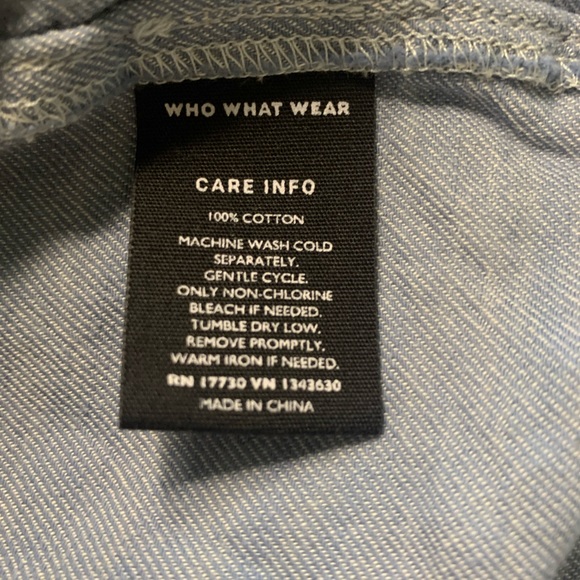 WHO WHAT WEAR
CARE INFO
100% COTTON
MACHINE WASH COLD
SEPARATELY.
GENTLE CYCLE.
ONLY NON-CHLORINE
BLEACH IF NEEDED.
TUMBLE DRY LOW.
REMOVE PROMPTLY.
WARM IRON IF NEEDED.
RN 17730 VN 1343630
MADE IN CHINA